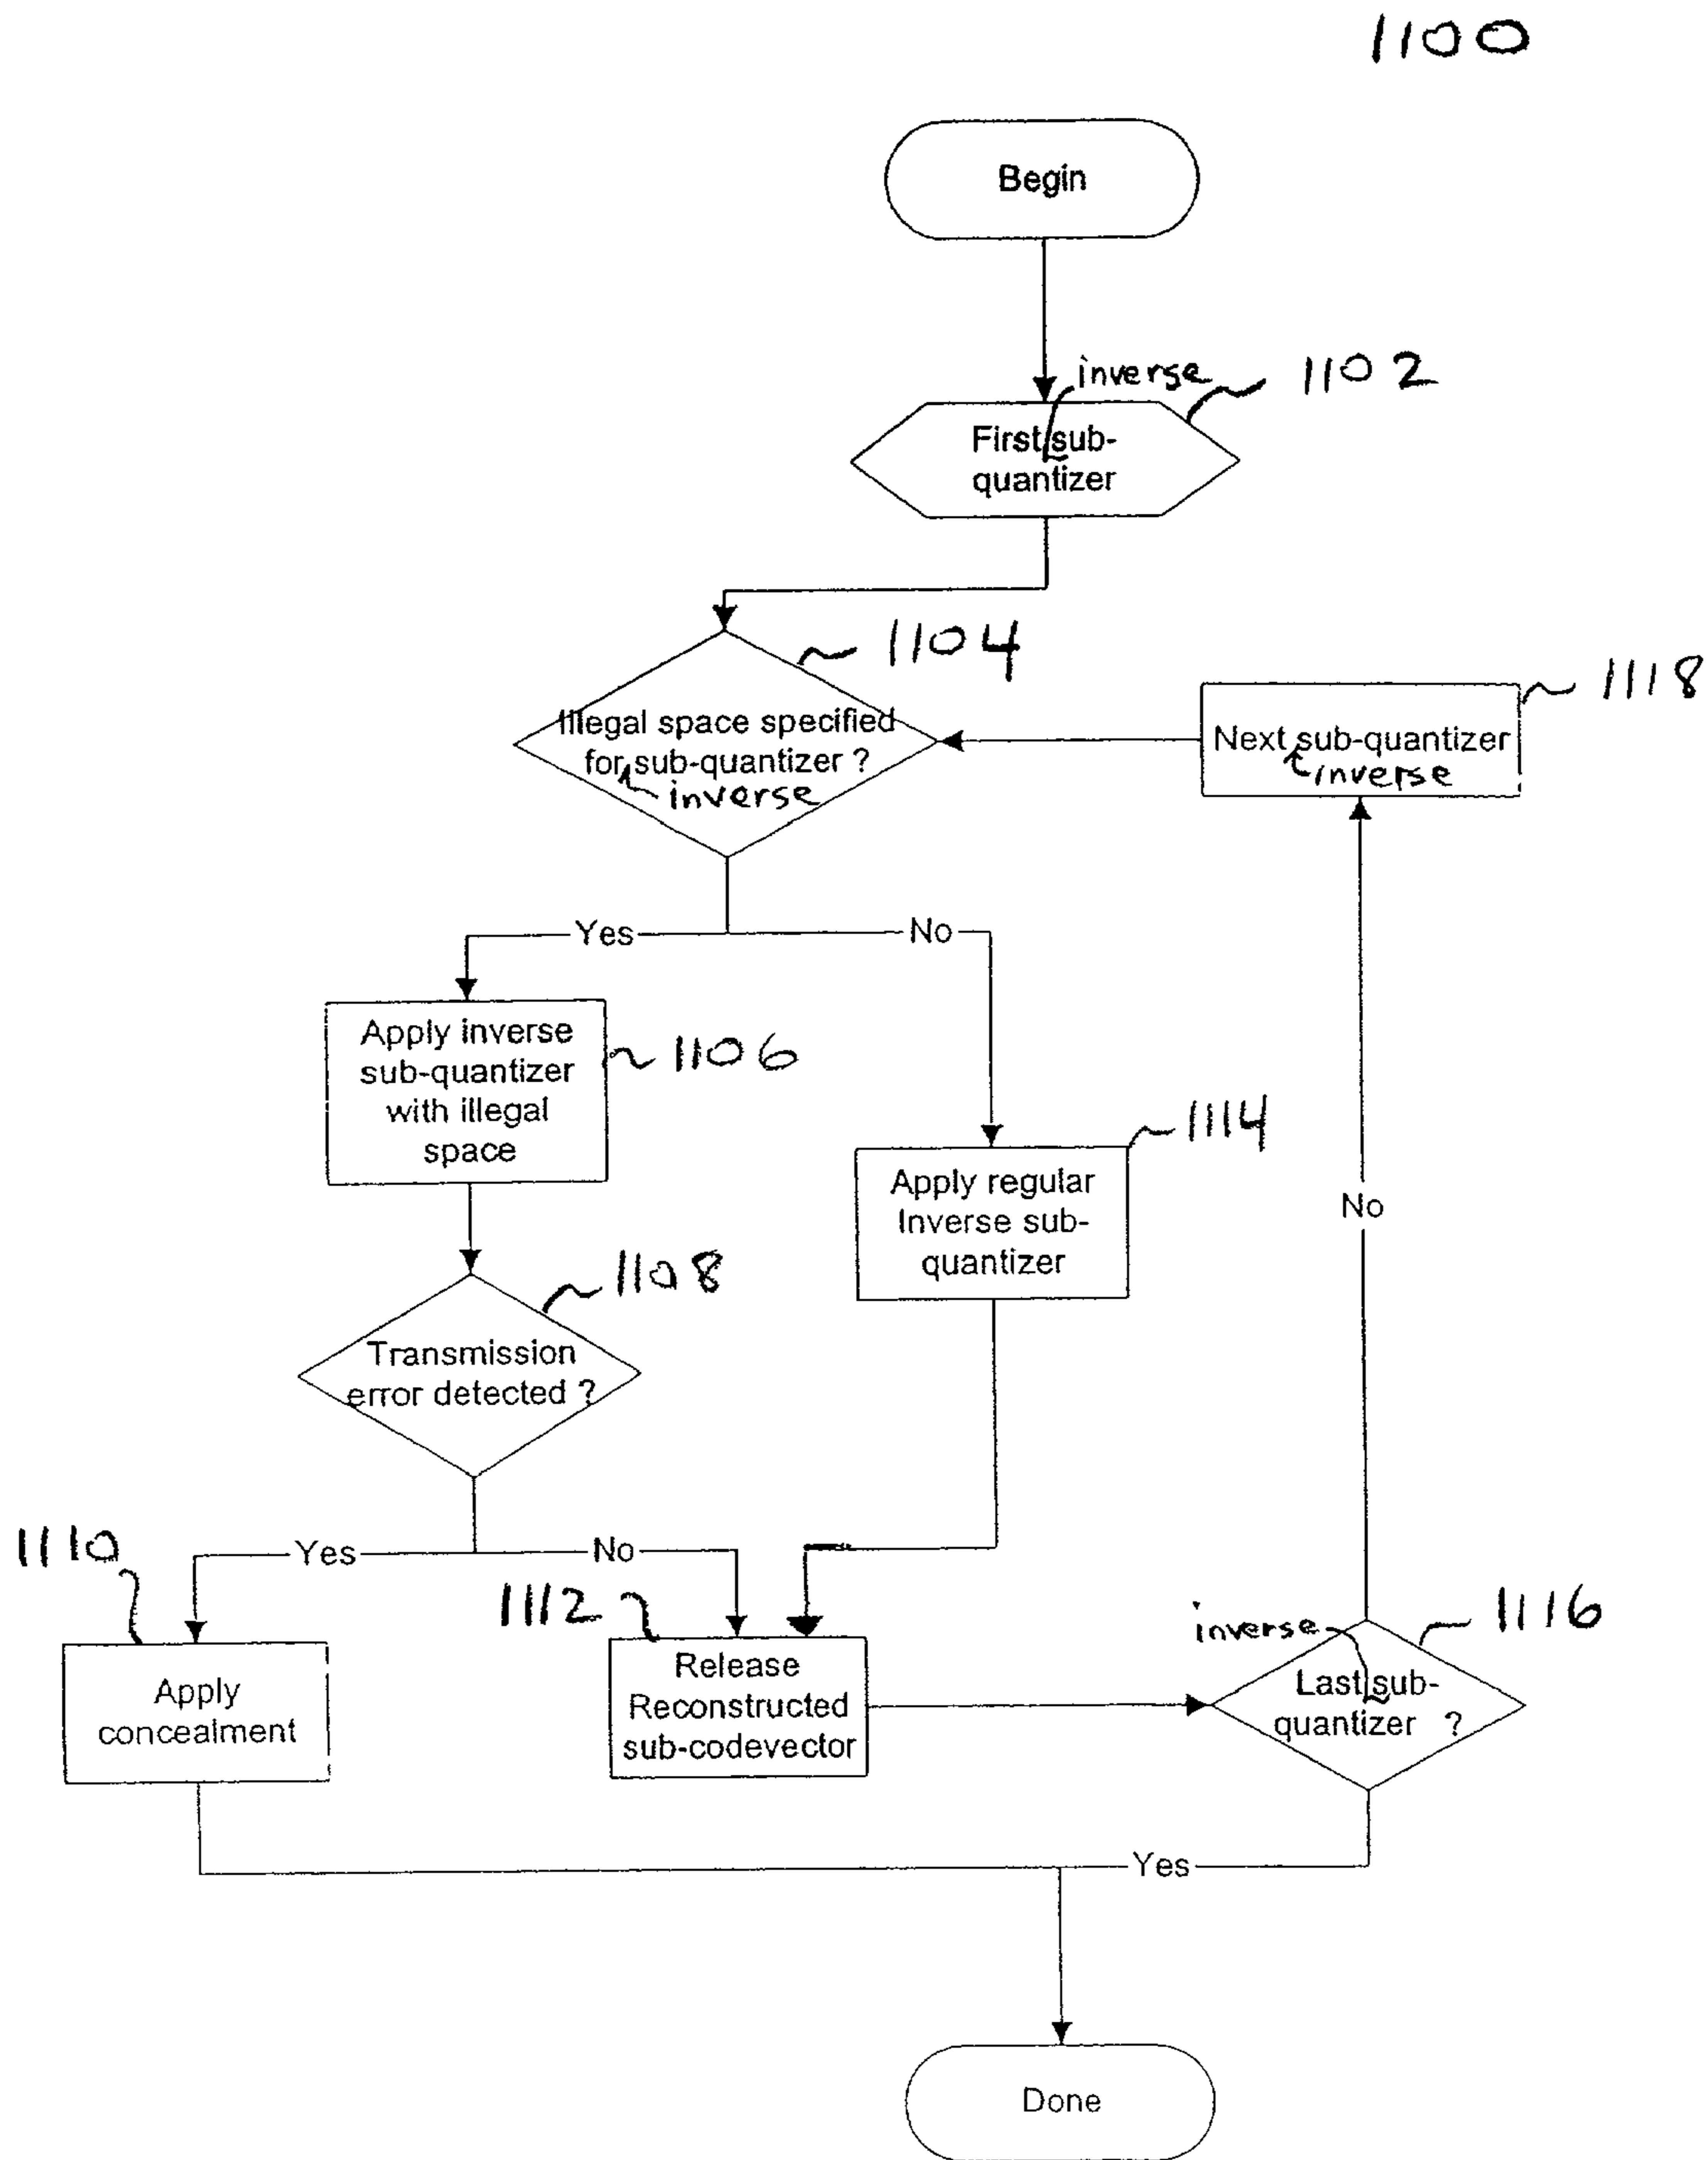 1100
Begin
inverse
1102
First sub-
quantizer
1104
Illegal space specified
for sub-quantizer ?
inverse
1118
Next sub-quantizer
inverse
Yes
No
Apply inverse
sub-quantizer
with illegal
space
1106
1114
Apply regular
Inverse sub-
quantizer
No
1108
Transmission
error detected ?
1110
Yes
No
1112
1116
inverse
Apply
concealment
Release
Reconstructed
sub-codevector
Last sub-
quantizer ?
Yes
Done